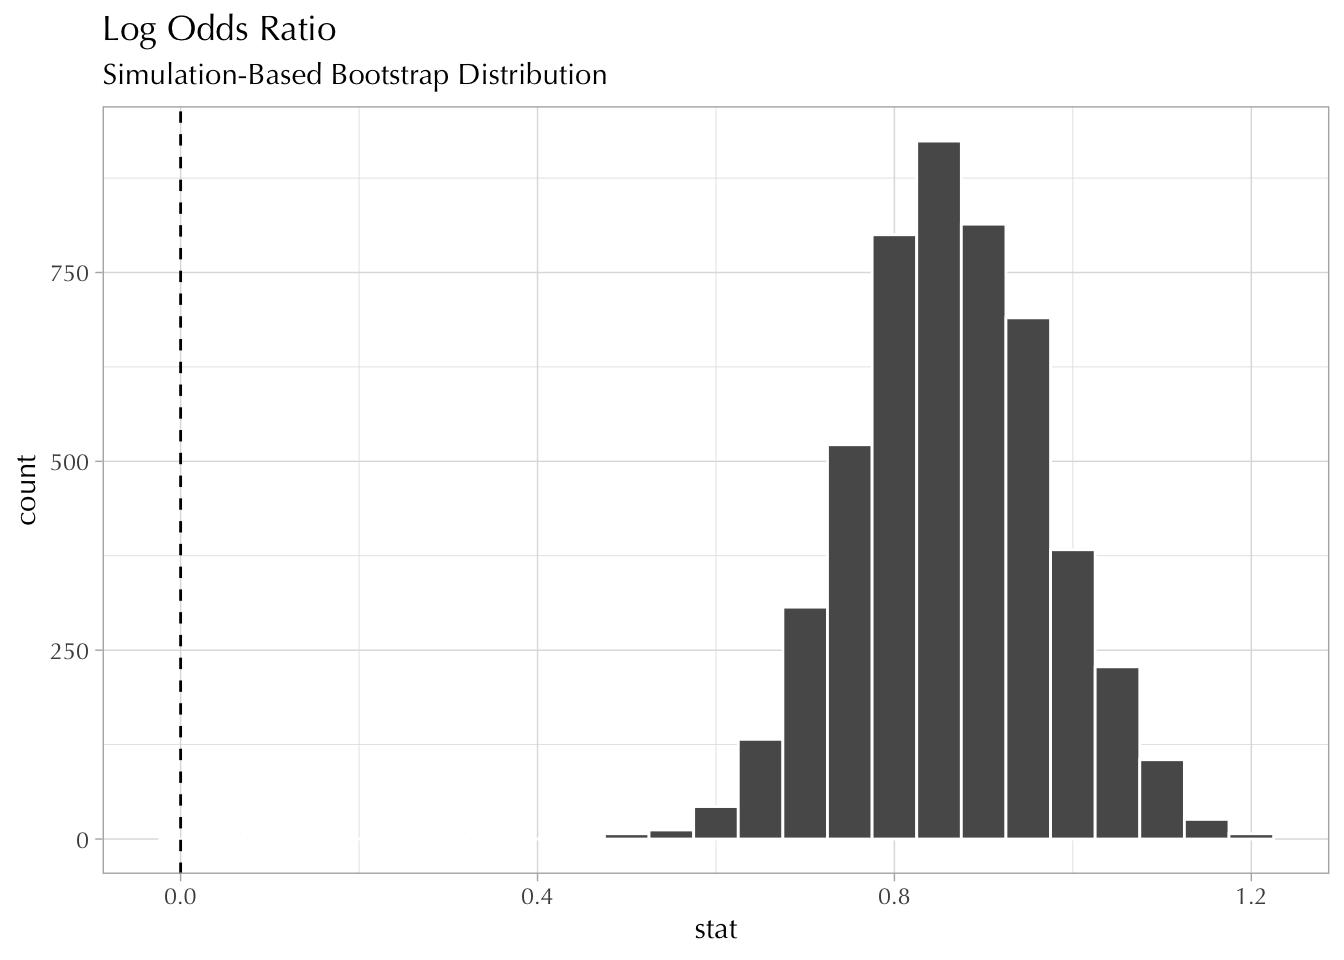 Log Odds Ratio
Simulation-Based Bootstrap Distribution
count
750
500
250
0
0.0 0.4 0.8 1.2
stat